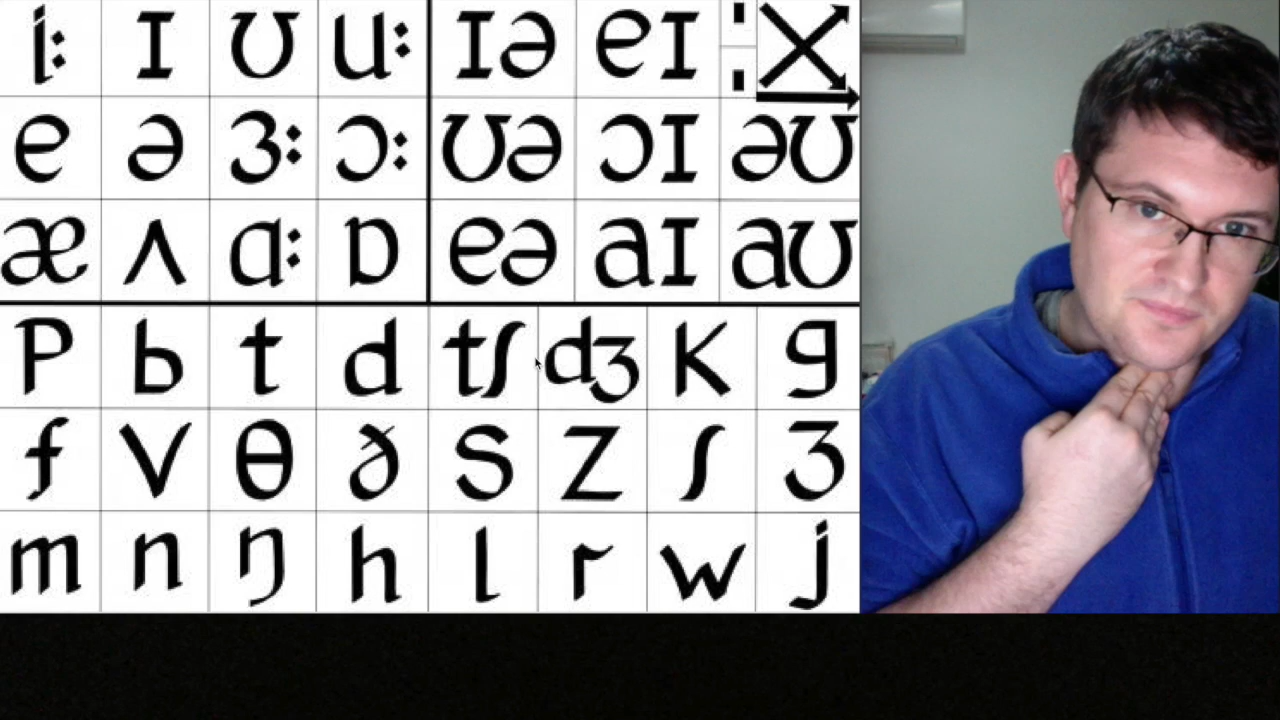 iː ɪ ʊ uː ɪə eɪ ˈ ˌ
e ə ɜː ɔː ʊə ɔɪ əʊ
æ ʌ ɑː ɒ eə aɪ aʊ
p b t d tʃ dʒ k g
f v θ ð s z ʃ ʒ
m n ŋ h l r w j